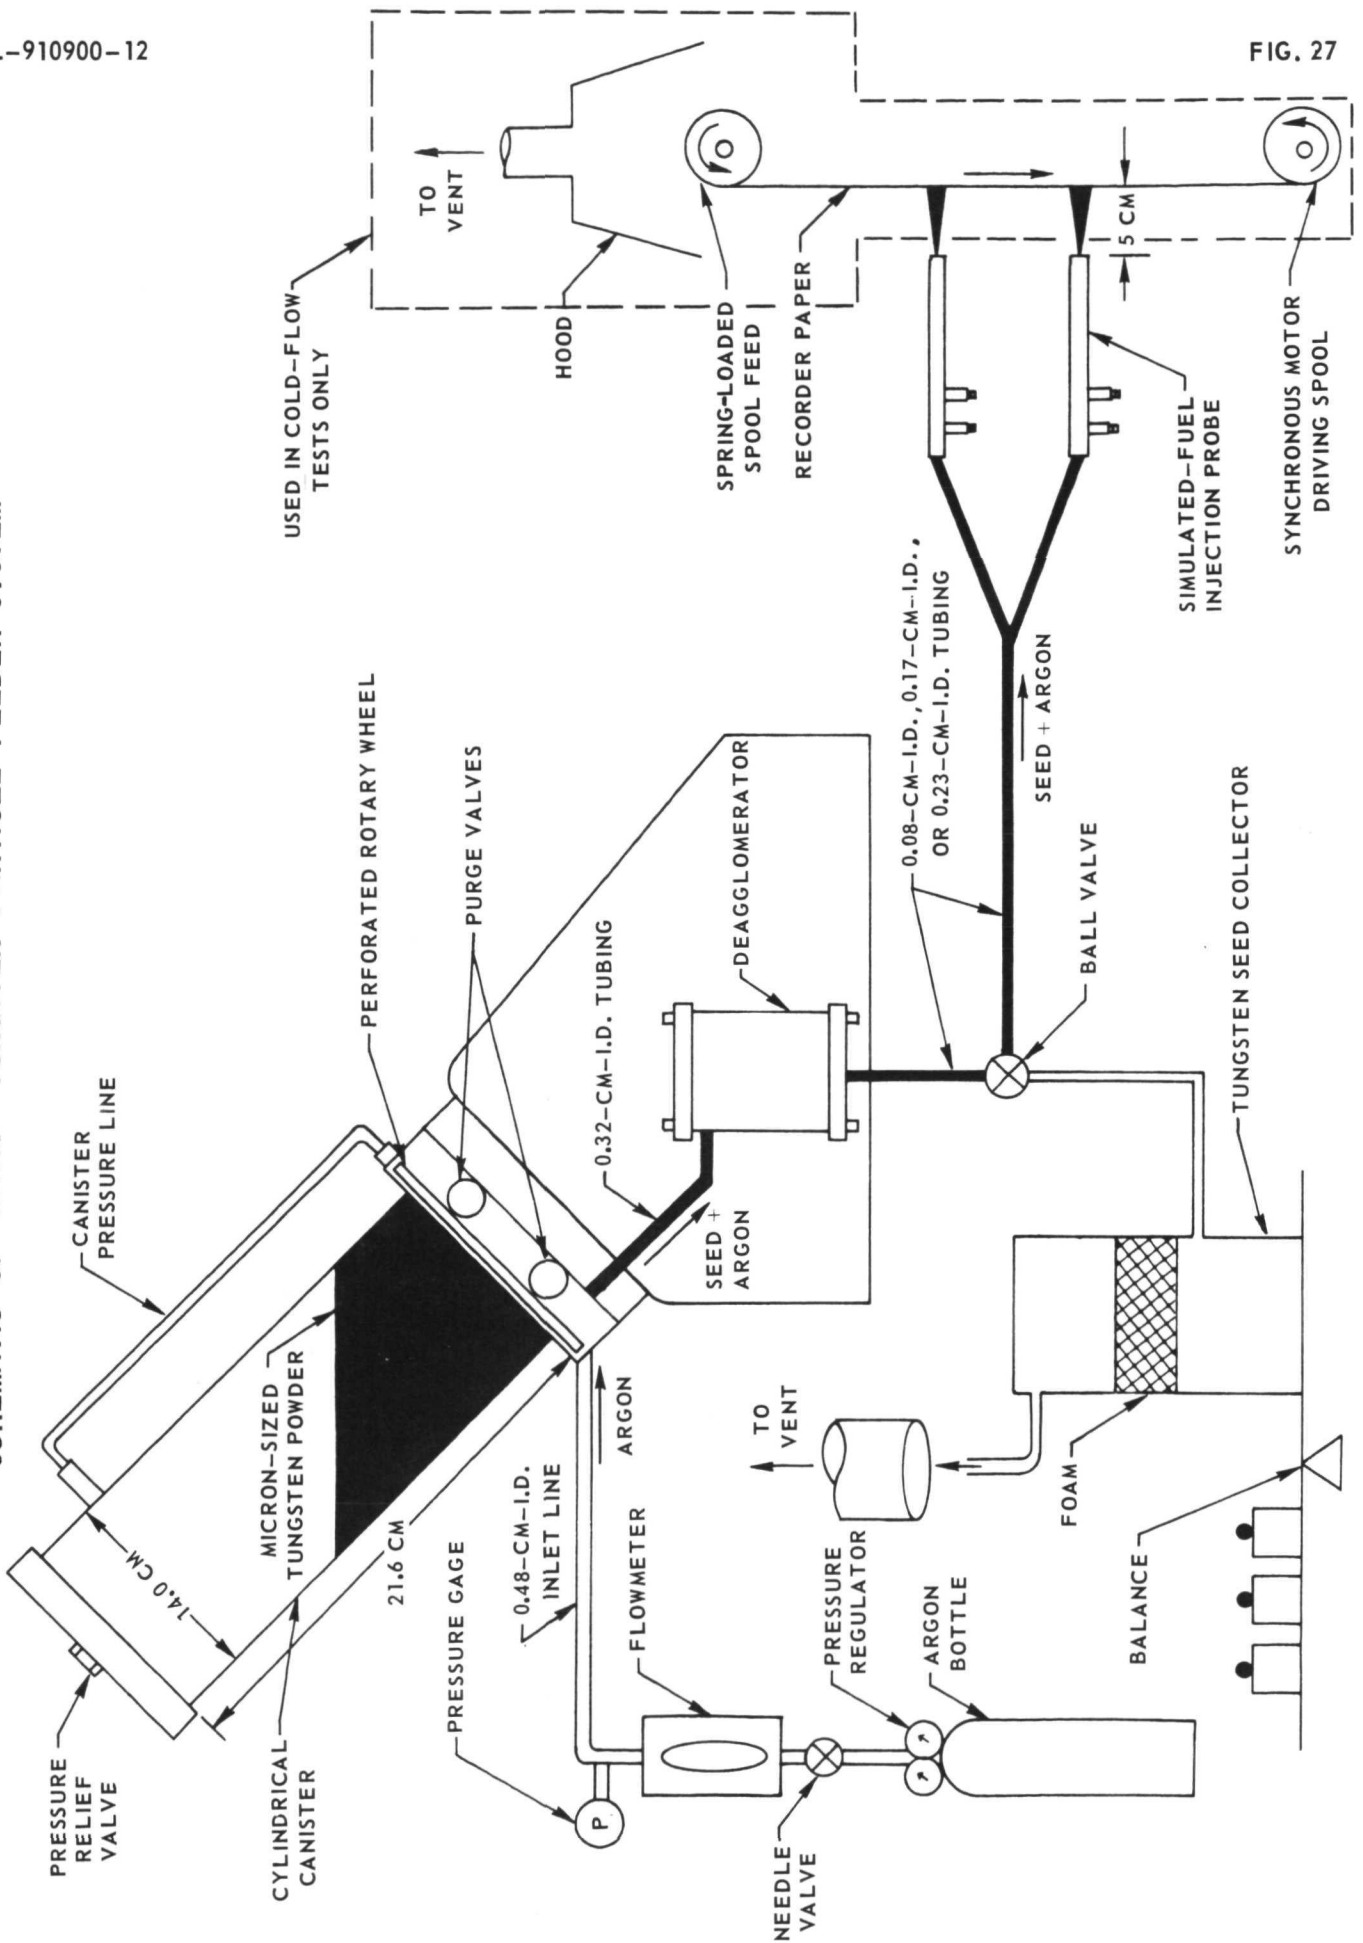 L-910900-12
FIG. 27
USED IN COLD-FLOW
TESTS ONLY
TO
VENT
HOOD
SPRING-LOADED
SPOOL FEED
RECORDER PAPER
5 CM
SIMULATED-FUEL
INJECTION PROBE
SYNCHRONOUS MOTOR
DRIVING SPOOL
PERFORATED ROTARY WHEEL
PURGE VALVES
0.32-CM-I.D. TUBING
DEAGGLOMERATOR
0.08-CM-I.D., 0.17-CM-I.D.,
OR 0.23-CM-I.D. TUBING
SEED + ARGON
BALL VALVE
TUNGSTEN SEED COLLECTOR
CANISTER
PRESSURE LINE
SEED +
ARGON
MICRON-SIZED
TUNGSTEN POWDER
14.0 CM
21.6 CM
ARGON
0.48-CM-I.D.
INLET LINE
TO
VENT
FOAM
BALANCE
PRESSURE
RELIEF
VALVE
CYLINDRICAL
CANISTER
PRESSURE GAGE
P
FLOWMETER
PRESSURE
REGULATOR
ARGON
BOTTLE
NEEDLE
VALVE